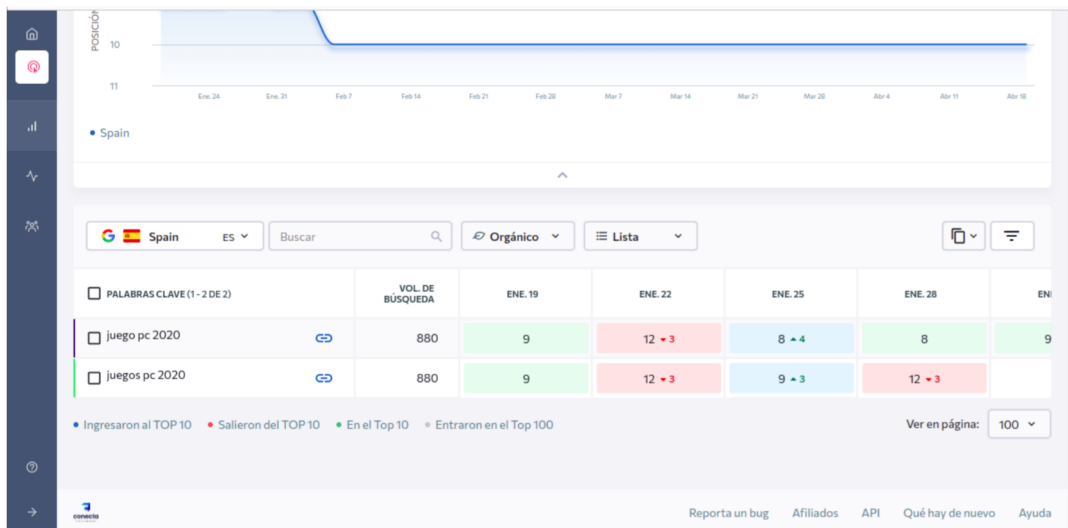 POSICIÓN
10
11
Ene. 24 Ene. 31 Feb 7 Feb 14 Feb 21 Feb 28 Mar 7 Mar 14 Mar 21 Mar 28 Abr 4 Abr 11 Abr 18
Spain
Spain ES Buscar Orgánico Lista
PALABRAS CLAVE (1 - 2 DE 2) VOL. DE BÚSQUEDA ENE. 19 ENE. 22 ENE. 25 ENE. 28 EN
juego pc 2020 880 9 12 ▾ 3 8 ▴ 4 8 9
juegos pc 2020 880 9 12 ▾ 3 9 ▴ 3 12 ▾ 3
• Ingresaron al TOP 10 • Salieron del TOP 10 • En el Top 10 • Entraron en el Top 100 Ver en página: 100
conecta Reporta un bug Afiliados API Qué hay de nuevo Ayuda